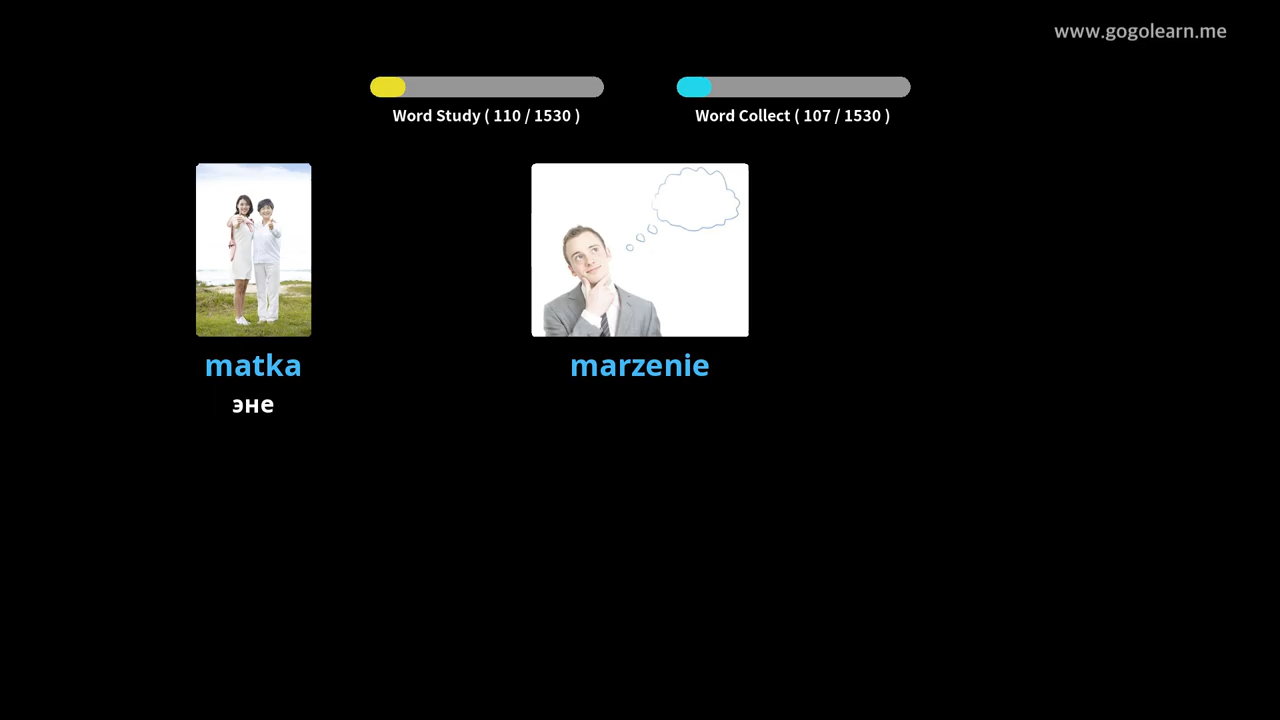 www.gogolearn.me
Word Study ( 110 / 1530 )
Word Collect ( 107 / 1530 )
matka
эне
marzenie